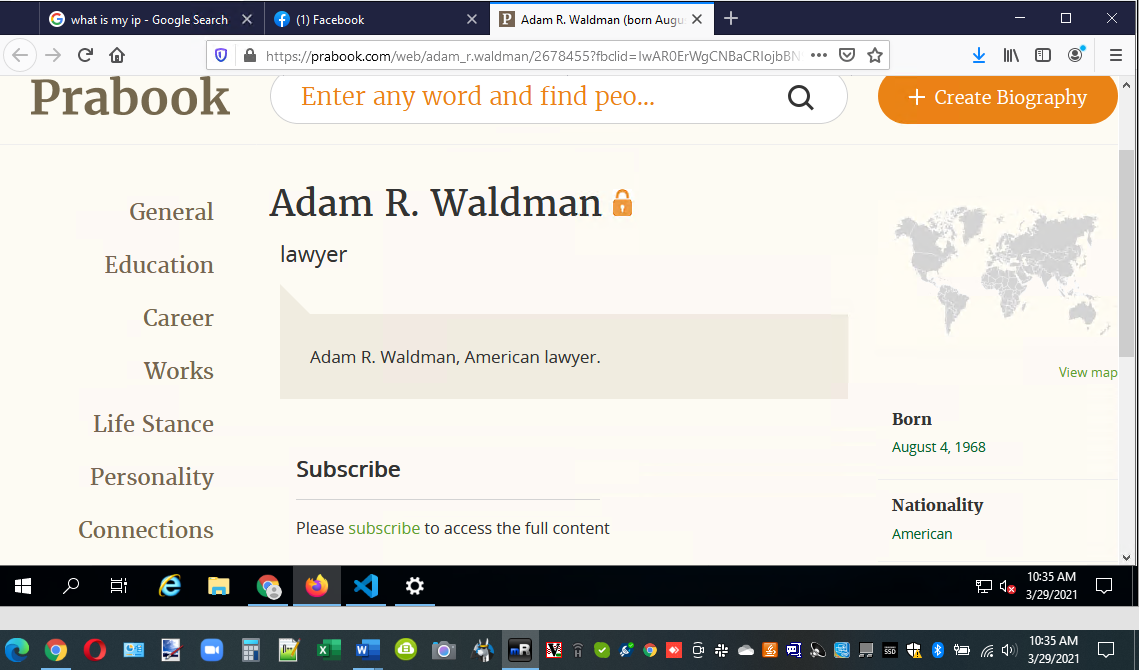 what is my ip - Google Search
(1) Facebook
Adam R. Waldman (born Augu
https://prabook.com/web/adam_r.waldman/2678455?fbclid=IwAR0ErWgCNBaCRIojbBN
Prabook
Enter any word and find peo...
+ Create Biography
General
Education
Career
Works
Life Stance
Personality
Connections
Adam R. Waldman
lawyer
Adam R. Waldman, American lawyer.
Subscribe
Please subscribe to access the full content
View map
Born
August 4, 1968
Nationality
American
10:35 AM
3/29/2021
10:35 AM
3/29/2021